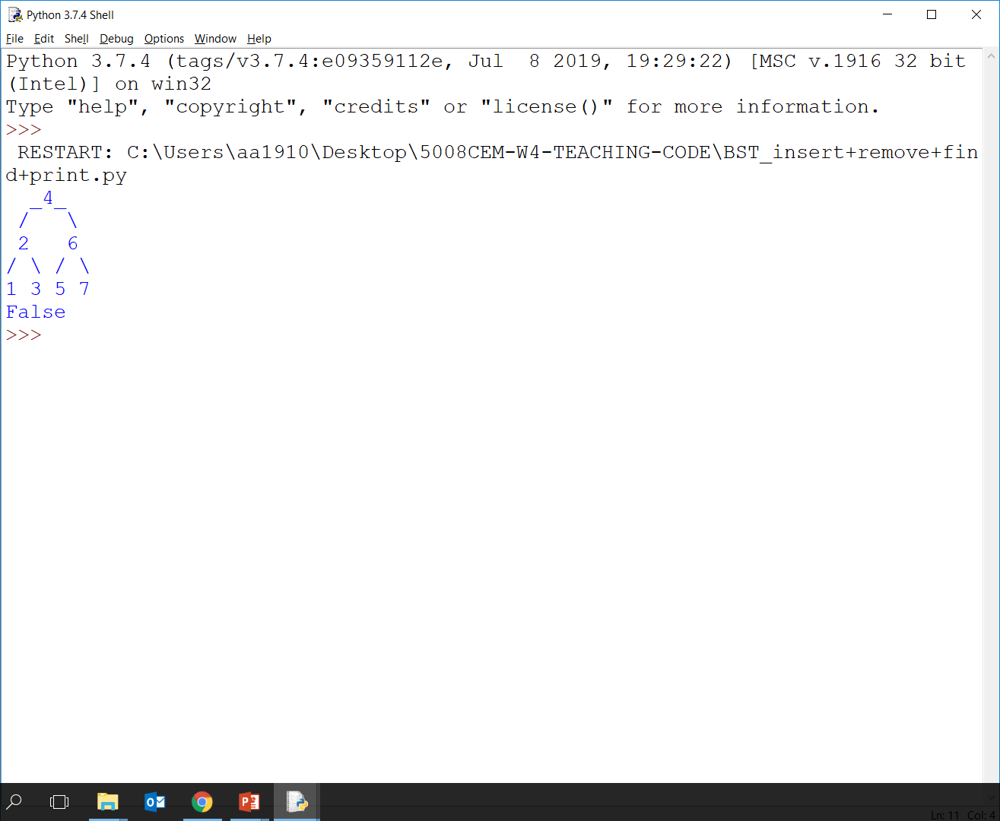 Python 3.7.4 Shell
File Edit Shell Debug Options Window Help
Python 3.7.4 (tags/v3.7.4:e09359112e, Jul  8 2019, 19:29:22) [MSC v.1916 32 bit
(Intel)] on win32
Type "help", "copyright", "credits" or "license()" for more information.
>>>
 RESTART: C:\Users\aa1910\Desktop\5008CEM-W4-TEACHING-CODE\BST_insert+remove+fin
d+print.py
  _4_
 /   \
 2   6
/ \ / \
1 3 5 7
False
>>>
Ln: 11 Col: 4